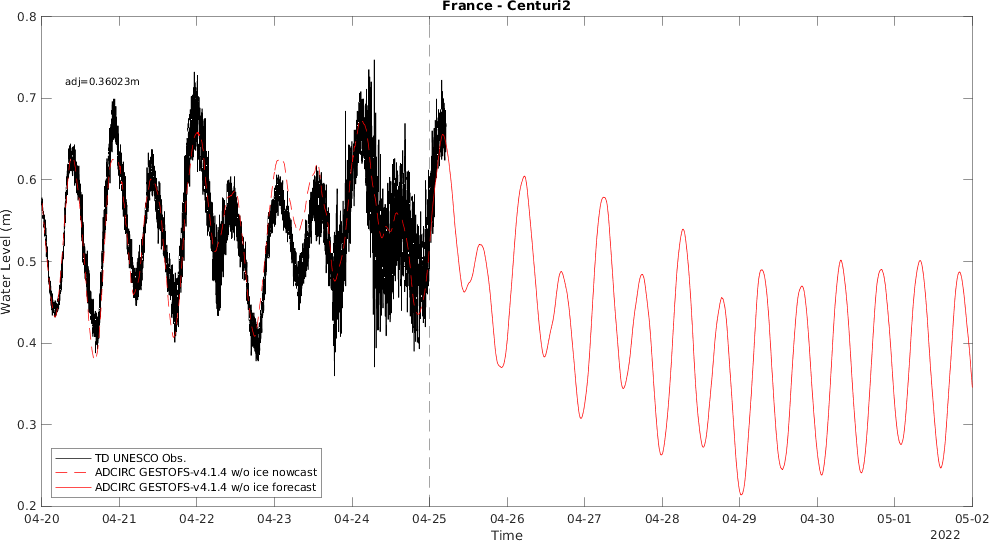 France - Centuri2
0.8
0.7
0.6
0.5
0.4
0.3
0.2
Water Level (m)
adj=0.36023m
TD UNESCO Obs.
ADCIRC GESTOFS-v4.1.4 w/o ice nowcast
ADCIRC GESTOFS-v4.1.4 w/o ice forecast
04-20 04-21 04-22 04-23 04-24 04-25 04-26 04-27 04-28 04-29 04-30 05-01 05-02
Time
2022